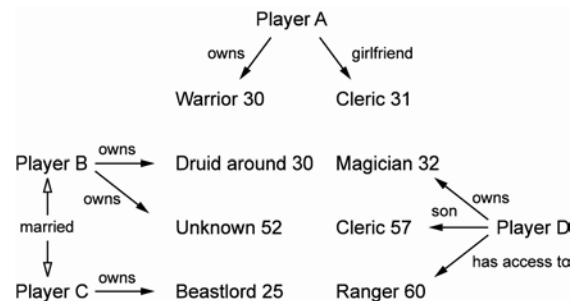 Player A
owns
girlfriend
Warrior 30
Cleric 31
Player B
owns
Druid around 30
Magician 32
owns
owns
married
Unknown 52
Cleric 57
son
Player D
has access to
Player C
owns
Beastlord 25
Ranger 60